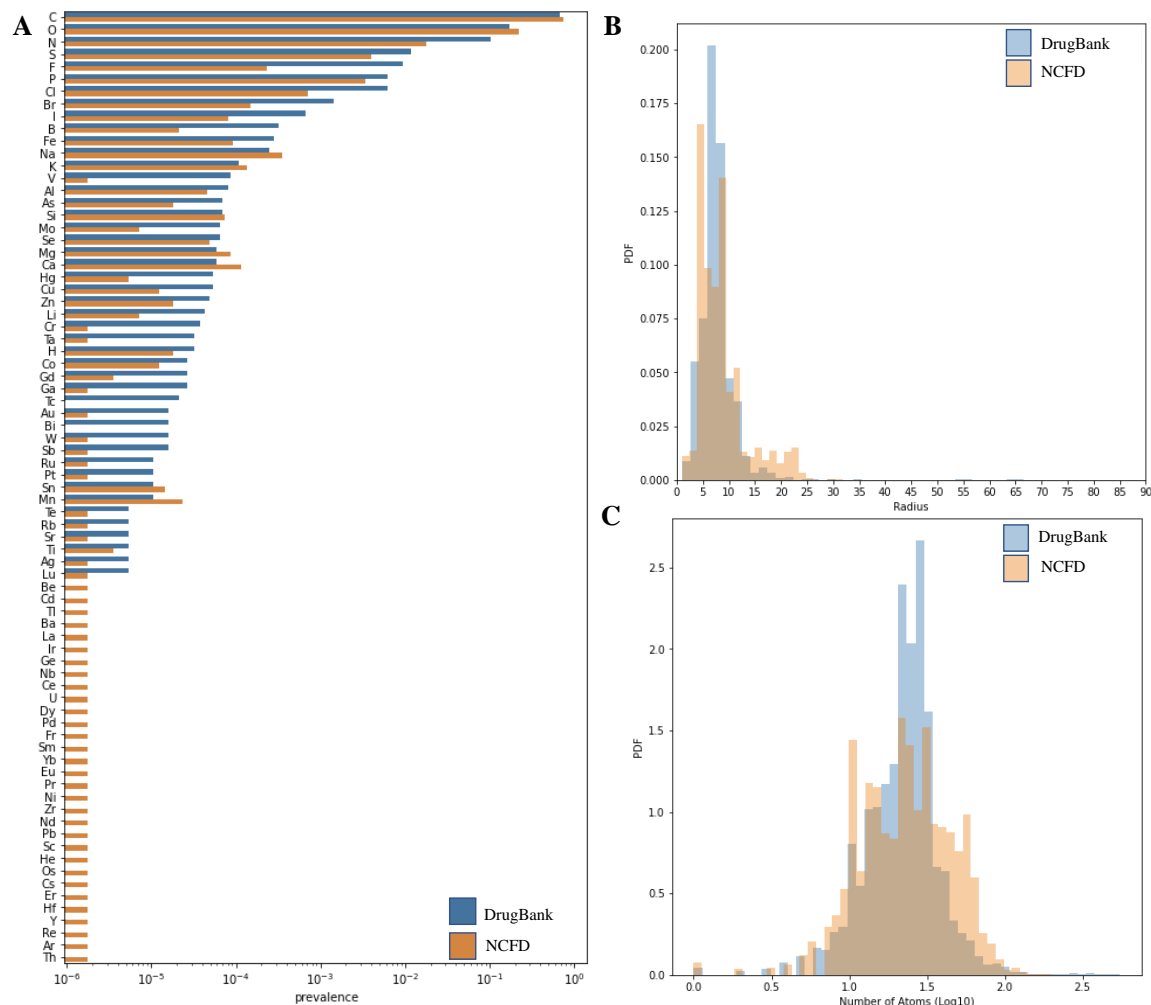 A
C
O
N
S
F
P
Cl
Br
I
B
Fe
Na
K
V
Al
As
Si
Mo
Se
Mg
Ca
Hg
Cu
Zn
Li
Cr
Ta
H
Co
Gd
Ga
Tc
Au
Bi
W
Sb
Ru
Pt
Sn
Mn
Te
Rb
Sr
Ti
Ag
Lu
Be
Cd
Tl
Ba
La
Ir
Ge
Nb
Ce
U
Dy
Pd
Fr
Sm
Yb
Eu
Pr
Ni
Zr
Nd
Pb
Sc
He
Os
Cs
Er
Hf
Y
Re
Ar
Th
DrugBank
NCFD
10⁻⁶ 10⁻⁵ 10⁻⁴ 10⁻³ 10⁻² 10⁻¹ 10⁰
prevalence
B
DrugBank
NCFD
0.200
0.175
0.150
0.125
0.100
0.075
0.050
0.025
0.000
PDF
0 5 10 15 20 25 30 35 40 45 50 55 60 65 70 75 80 85 90
Radius
C
DrugBank
NCFD
2.5
2.0
1.5
1.0
0.5
0.0
PDF
0.0 0.5 1.0 1.5 2.0 2.5
Number of Atoms (Log10)